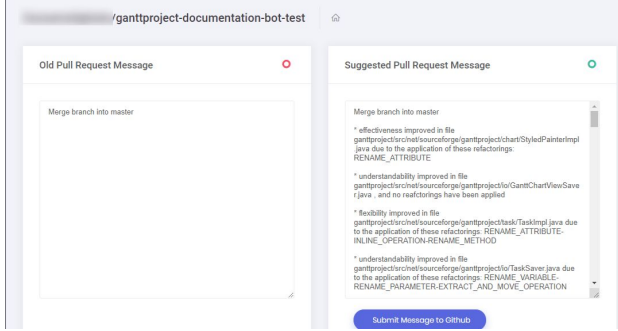 /ganttproject-documentation-bot-test
Old Pull Request Message
Suggested Pull Request Message
Merge branch into master
Merge branch into master
* effectiveness improved in file
ganttproject/src/net/sourceforge/ganttproject/chart/StyledPainterImpl
.java due to the application of these refactorings:
RENAME_ATTRIBUTE
* understandability improved in file
ganttproject/src/net/sourceforge/ganttproject/io/GanttChartViewSave
r.java , and no reafctorings have been applied
* flexibility improved in file
ganttproject/src/net/sourceforge/ganttproject/task/TaskImpl.java due
to the application of these refactorings: RENAME_ATTRIBUTE-
INLINE_OPERATION-RENAME_METHOD
* understandability improved in file
ganttproject/src/net/sourceforge/ganttproject/io/TaskSaver.java due
to the application of these refactorings: RENAME_VARIABLE-
RENAME_PARAMETER-EXTRACT_AND_MOVE_OPERATION
Submit Message to Github